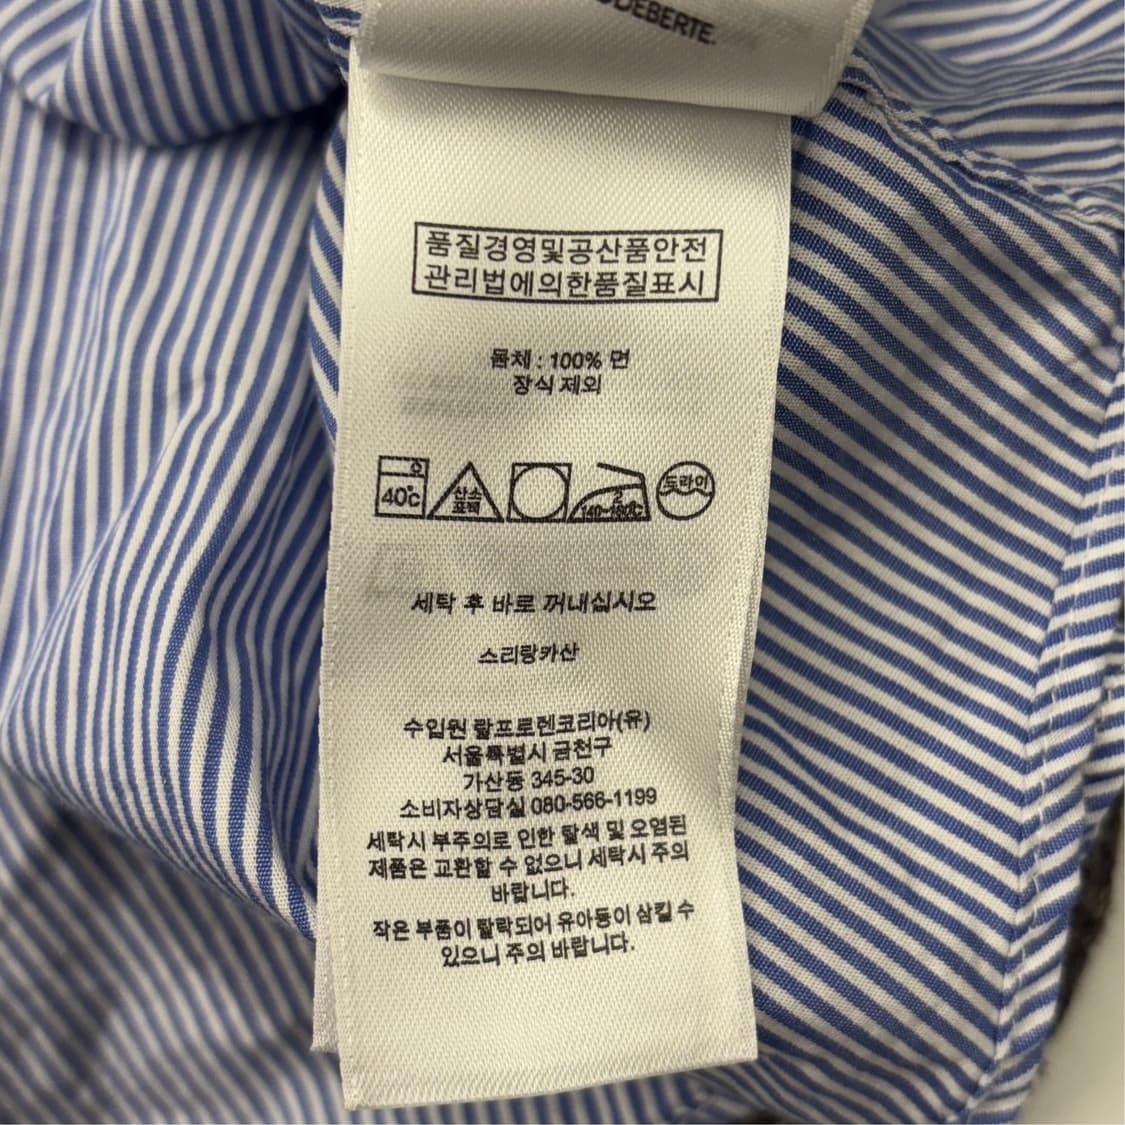 DEBERTE.
품질경영및공산품안전
관리법에의한품질표시
몸체 : 100% 면
장식 제외
40℃ 산소 표백 2 140~160℃ 드라이
세탁 후 바로 꺼내십시오
스리랑카산
수입원 랄프로렌코리아(유)
서울특별시 금천구
가산동 345-30
소비자상담실 080-566-1199
세탁시 부주의로 인한 탈색 및 오염된
제품은 교환할 수 없으니 세탁시 주의
바랍니다.
작은 부품이 탈락되어 유아등이 삼킬 수
있으니 주의 바랍니다.